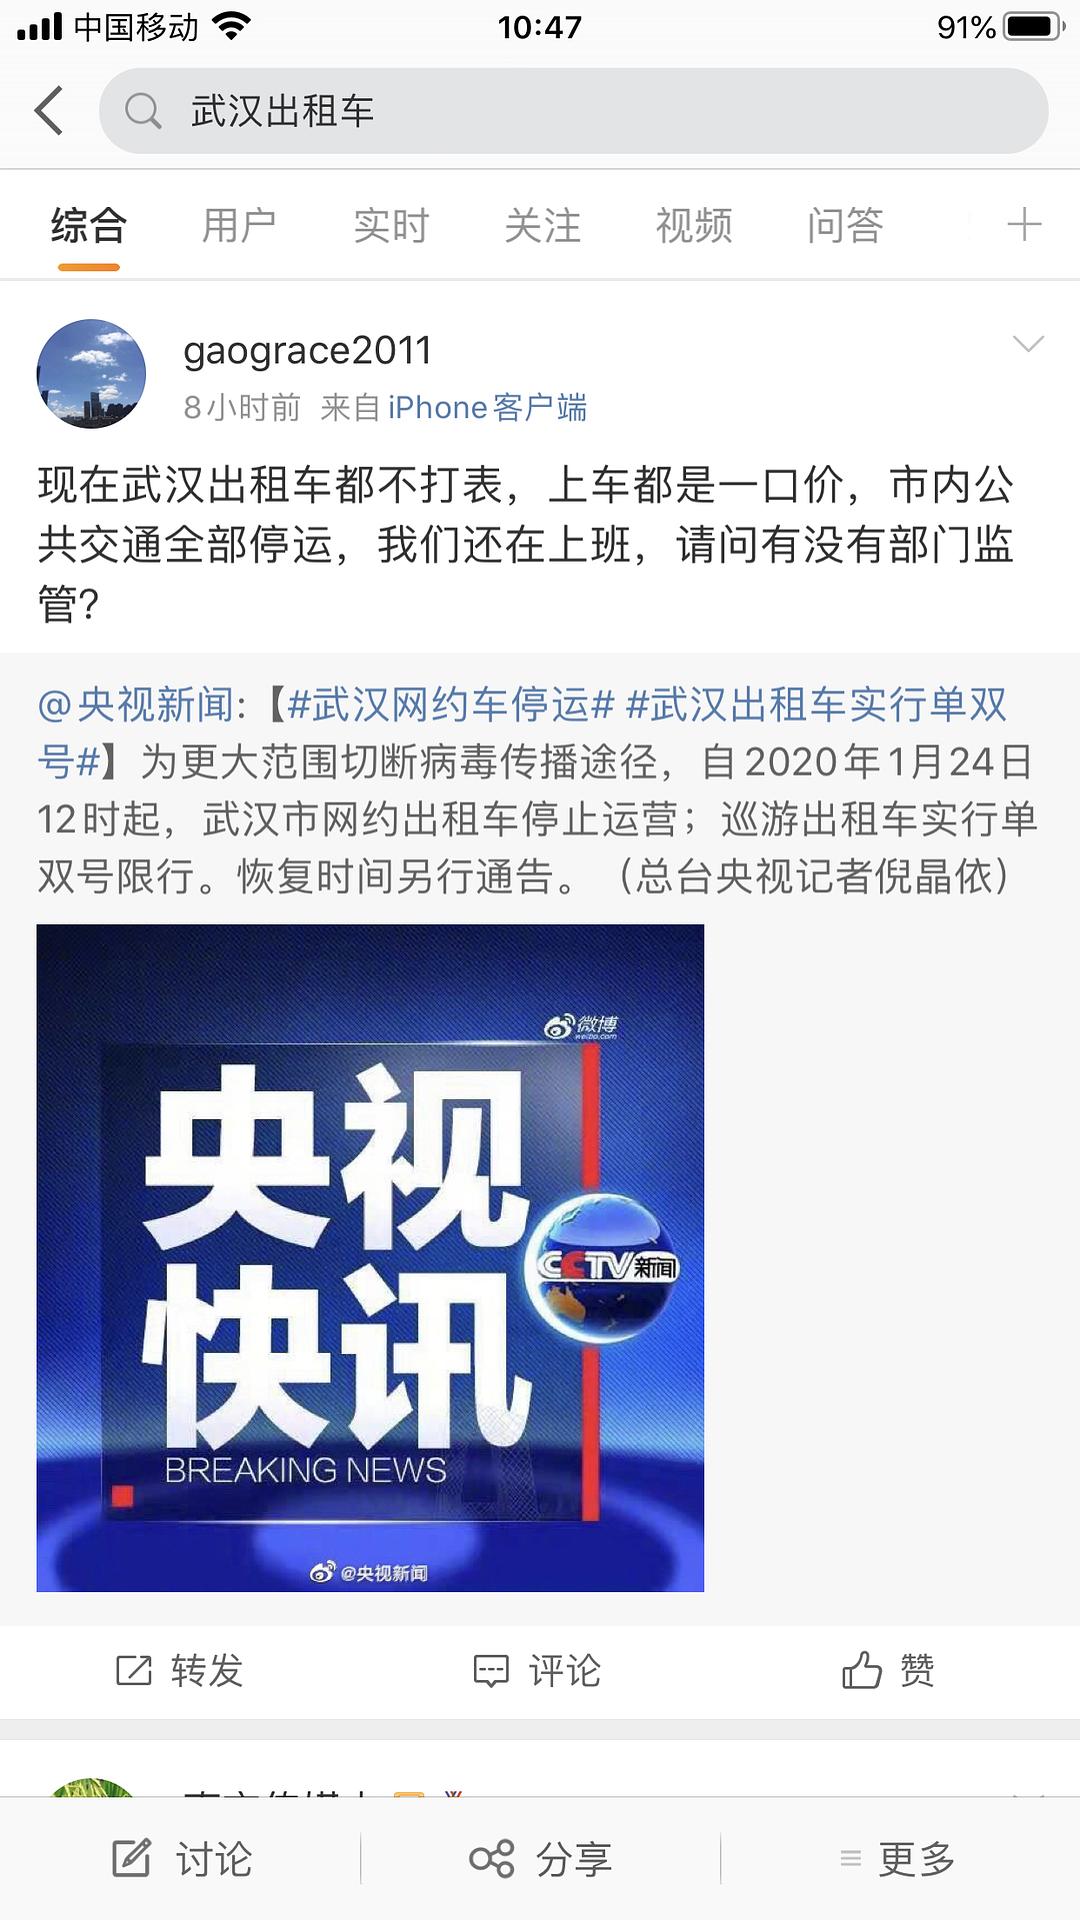 中国移动
10:47
91%
武汉出租车
综合 用户 实时 关注 视频 问答
gaograce2011
8小时前 来自iPhone客户端
现在武汉出租车都不打表，上车都是一口价，市内公
共交通全部停运，我们还在上班，请问有没有部门监
管?
@央视新闻:【#武汉网约车停运# #武汉出租车实行单双
号#】为更大范围切断病毒传播途径，自2020年1月24日
12时起，武汉市网约出租车停止运营；巡游出租车实行单
双号限行。恢复时间另行通告。（总台央视记者倪晶依）
微博
weibo.com
央视
CCTV新闻
快讯
BREAKING NEWS
@央视新闻
转发 评论 赞
讨论 分享 更多